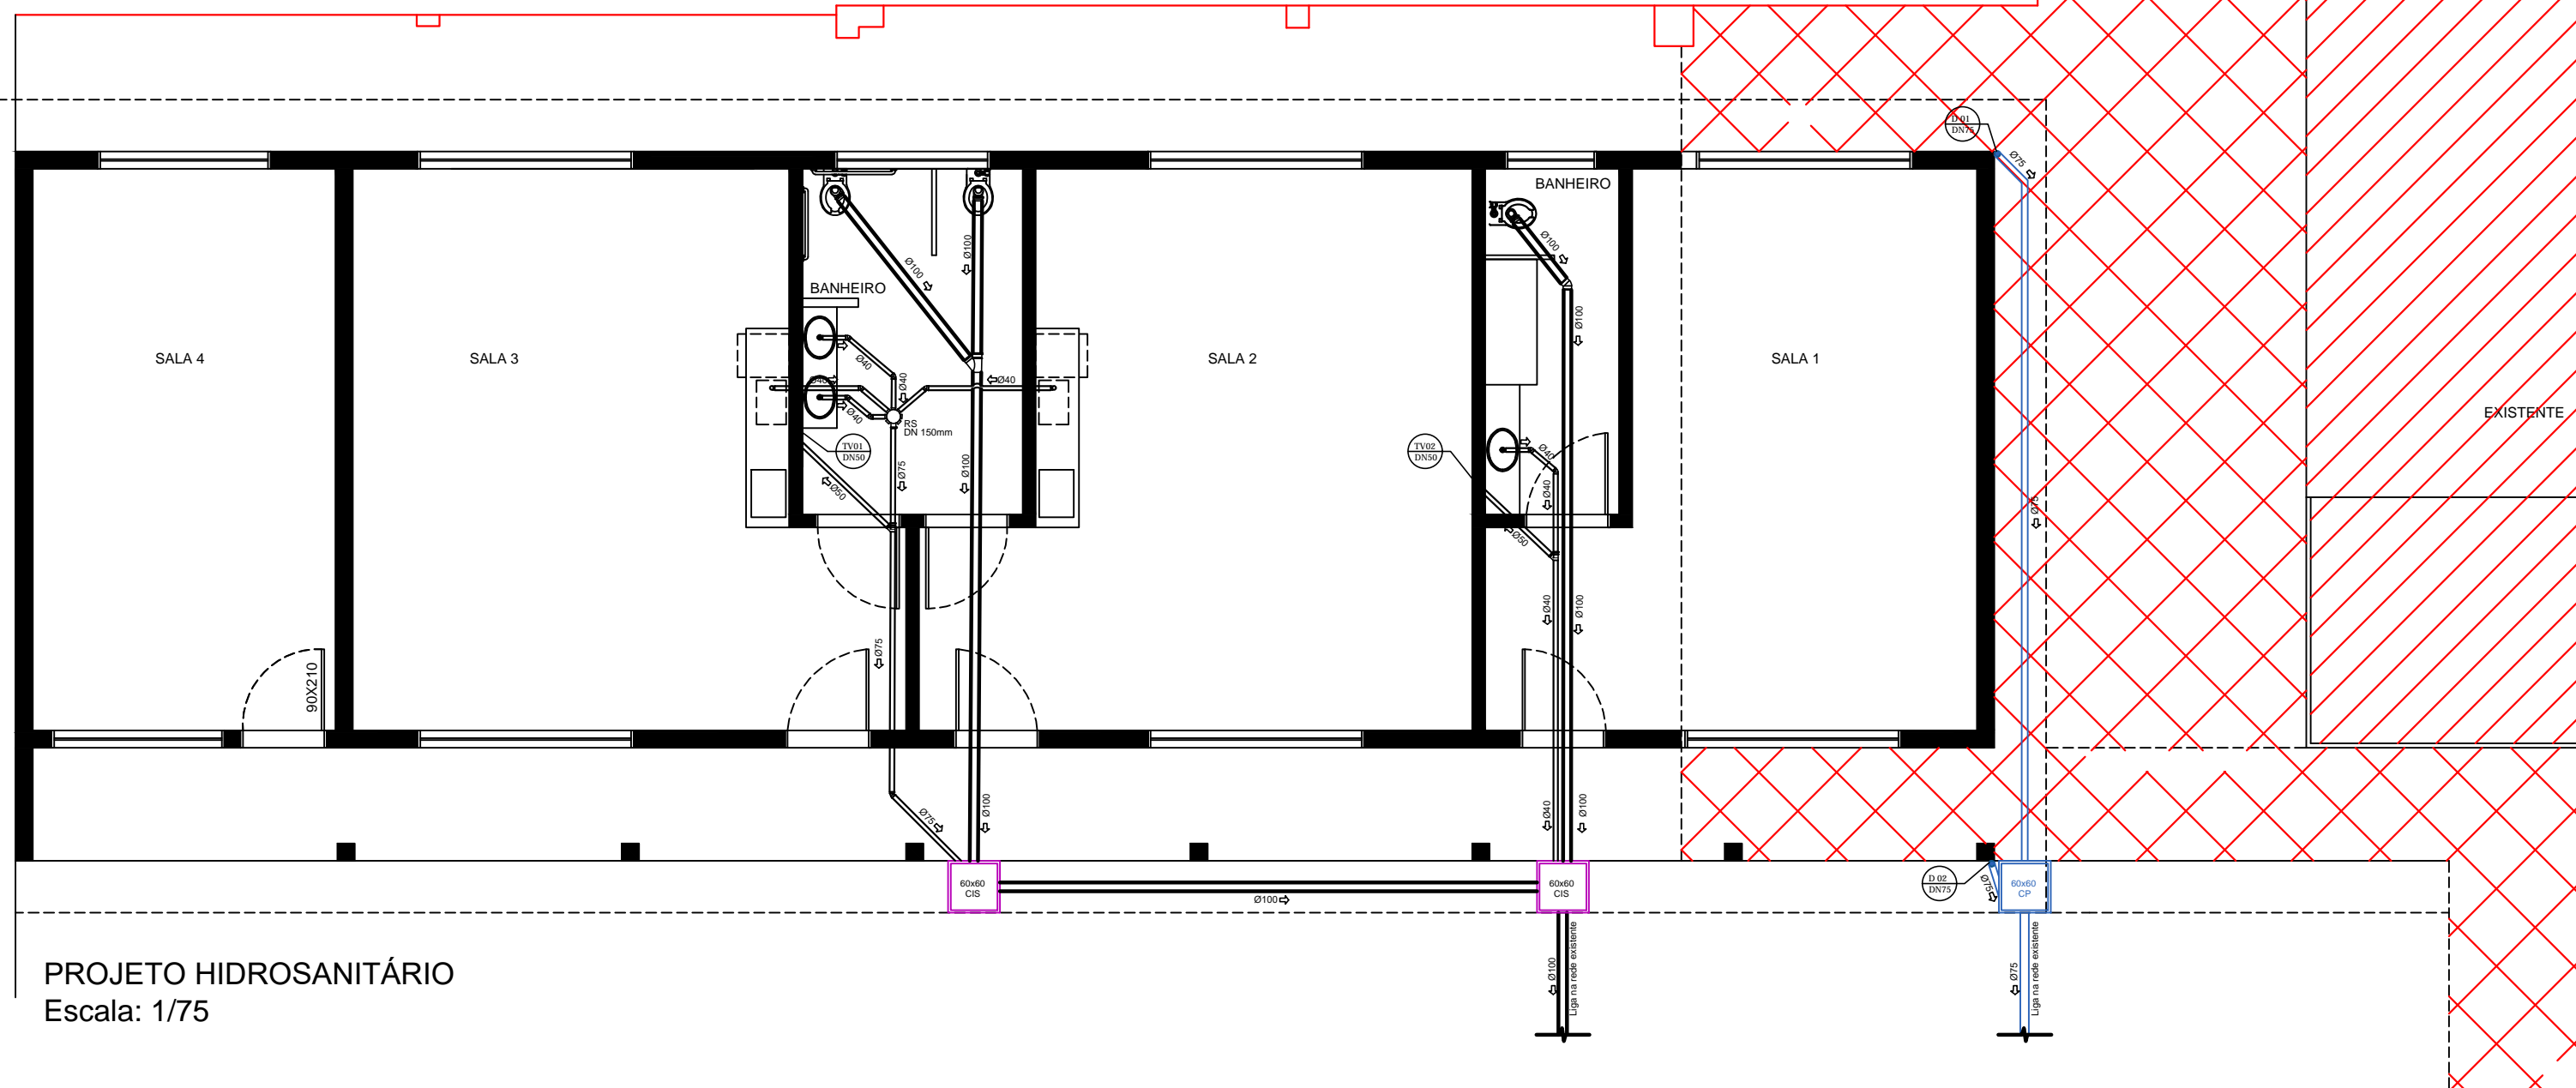 D 01
DN75
Ø75
BANHEIRO
Ø100
Ø100
Ø100
BANHEIRO
Ø100
SALA 4
SALA 3
Ø40
Ø40
Ø40
Ø40
Ø40
SALA 2
SALA 1
EXISTENTE
RS
DN 150mm
TV01
DN50
Ø75
Ø50
Ø100
TV02
DN50
Ø40
Ø40
Ø50
Ø75
Ø40
Ø100
Ø75
90X210
Ø75
Ø100
Ø40
Ø100
60x60
CIS
Ø100
60x60
CIS
D 02
DN75
Ø75
60x60
CP
Ø100
Liga na rede existente
Ø75
Liga na rede existente
PROJETO HIDROSANITÁRIO
Escala: 1/75